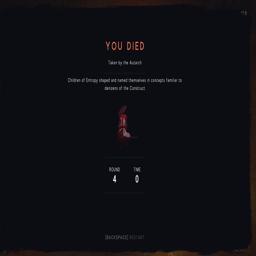 YOU DIED
Taken by the Autarch
Children of Entropy shaped and named themselves in concepts familiar to
denizens of the Construct
ROUND TIME
4 0
[BACKSPACE] RESTART